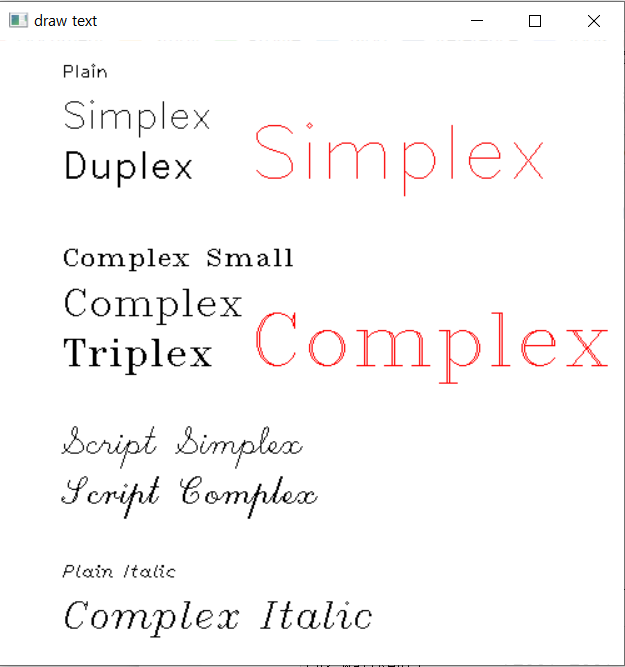 draw text
Plain
Simplex
Simplex
Duplex
Complex Small
Complex
Complex
Triplex
Script Simplex
Script Complex
Plain Italic
Complex Italic